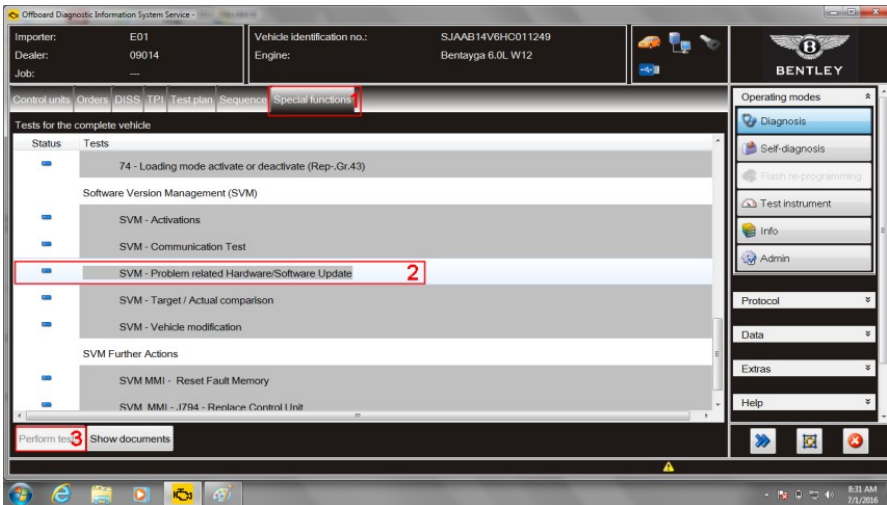 Offboard Diagnostic Information System Service -
Importer: E01 Vehicle identification no.: SJAAB14V6HC011249
Dealer: 09014 Engine: Bentayga 6.0L W12
Job: ---
B
BENTLEY
Control units Orders DISS TPI Test plan Sequence Special functions 1
Tests for the complete vehicle
Status Tests
74 - Loading mode activate or deactivate (Rep-.Gr.43)
Software Version Management (SVM)
SVM - Activations
SVM - Communication Test
SVM - Problem related Hardware/Software Update 2
SVM - Target / Actual comparison
SVM - Vehicle modification
SVM Further Actions
SVM MMI - Reset Fault Memory
SVM MMI - J794 - Replace Control Unit
Perform test 3 Show documents
Operating modes
Diagnosis
Self-diagnosis
Flash re-programming
Test instrument
Info
Admin
Protocol
Data
Extras
Help
8:31 AM
7/1/2016